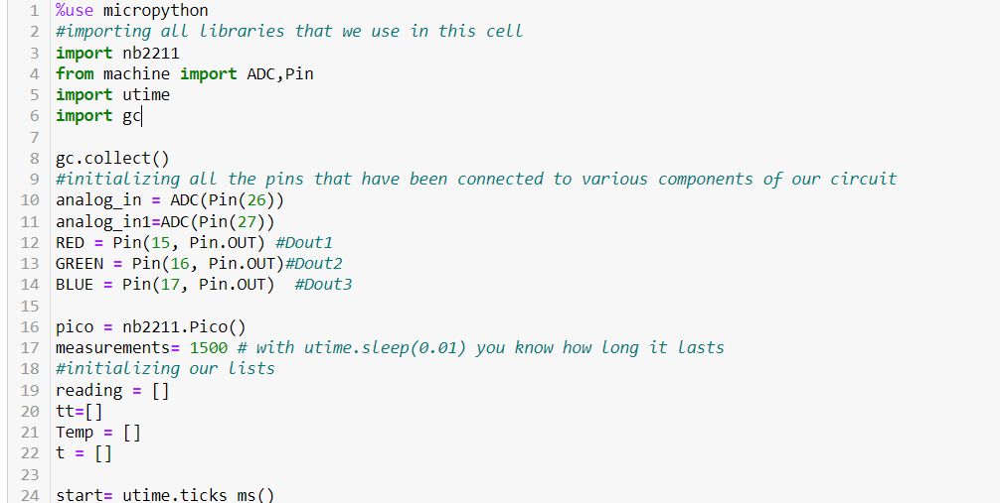 1 %use micropython
2 #importing all libraries that we use in this cell
3 import nb2211
4 from machine import ADC,Pin
5 import utime
6 import gc
7
8 gc.collect()
9 #initializing all the pins that have been connected to various components of our circuit
10 analog_in = ADC(Pin(26))
11 analog_in1=ADC(Pin(27))
12 RED = Pin(15, Pin.OUT) #Dout1
13 GREEN = Pin(16, Pin.OUT)#Dout2
14 BLUE = Pin(17, Pin.OUT)  #Dout3
15
16 pico = nb2211.Pico()
17 measurements= 1500 # with utime.sleep(0.01) you know how long it lasts
18 #initializing our lists
19 reading = []
20 tt=[]
21 Temp = []
22 t = []
23
24 start= utime.ticks_ms()